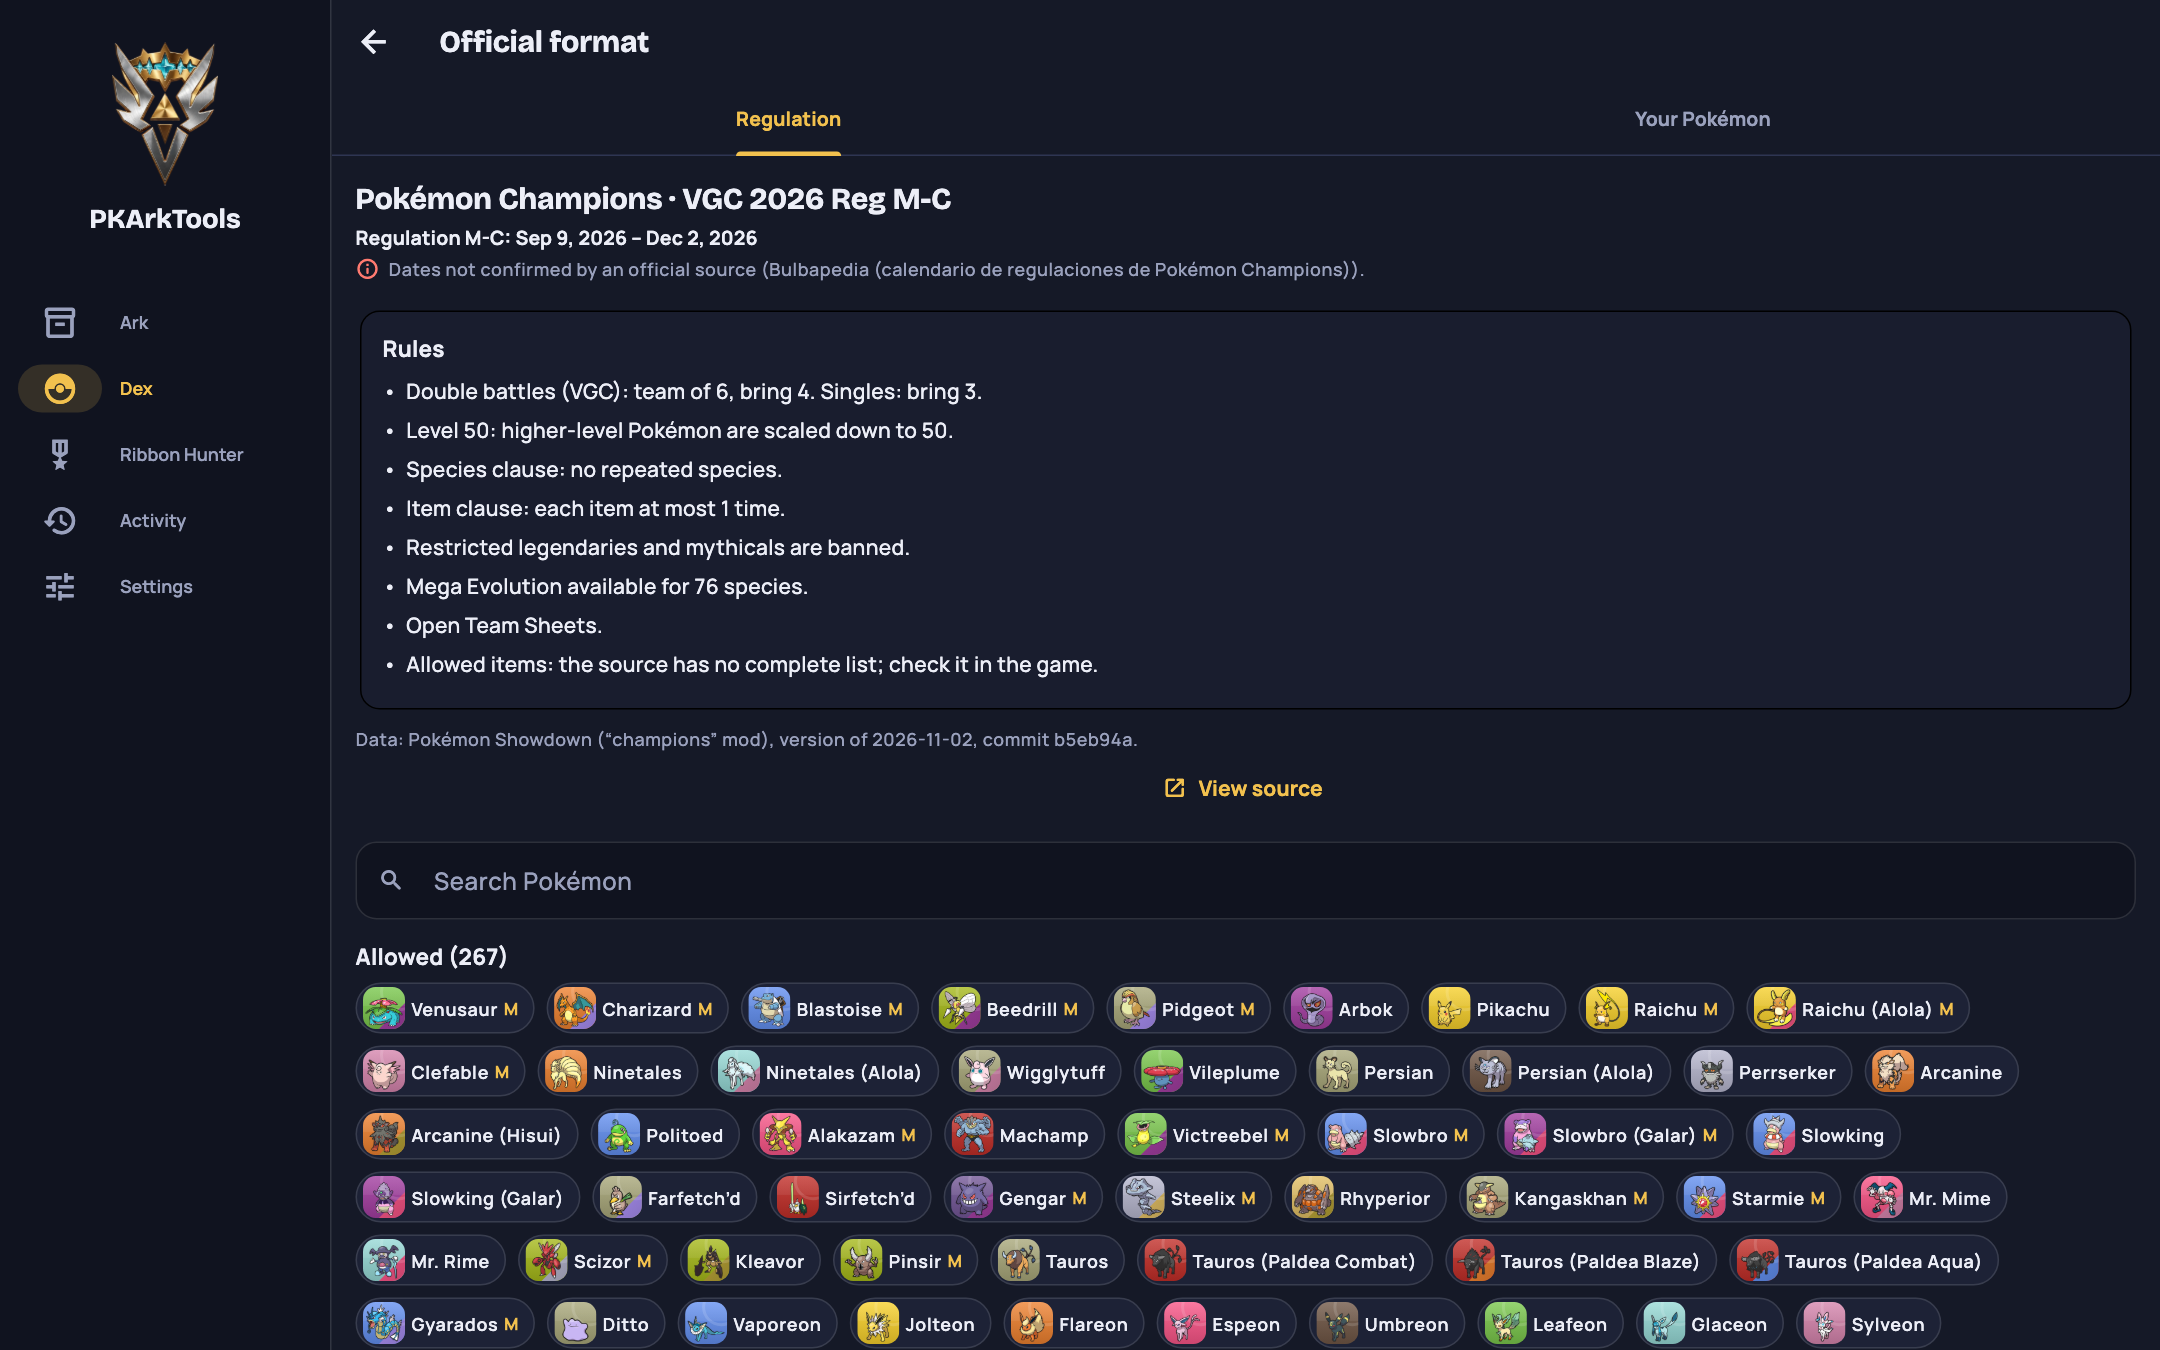 PKArkTools
Ark
Dex
Ribbon Hunter
Activity
Settings
Official format
Regulation
Your Pokémon
Pokémon Champions · VGC 2026 Reg M-C
Regulation M-C: Sep 9, 2026 – Dec 2, 2026
Dates not confirmed by an official source (Bulbapedia (calendario de regulaciones de Pokémon Champions)).
Rules
• Double battles (VGC): team of 6, bring 4. Singles: bring 3.
• Level 50: higher-level Pokémon are scaled down to 50.
• Species clause: no repeated species.
• Item clause: each item at most 1 time.
• Restricted legendaries and mythicals are banned.
• Mega Evolution available for 76 species.
• Open Team Sheets.
• Allowed items: the source has no complete list; check it in the game.
Data: Pokémon Showdown (“champions” mod), version of 2026-11-02, commit b5eb94a.
View source
Search Pokémon
Allowed (267)
Venusaur M Charizard M Blastoise M Beedrill M Pidgeot M Arbok Pikachu Raichu M Raichu (Alola) M
Clefable M Ninetales Ninetales (Alola) Wigglytuff Vileplume Persian Persian (Alola) Perrserker Arcanine
Arcanine (Hisui) Politoed Alakazam M Machamp Victreebel M Slowbro M Slowbro (Galar) M Slowking
Slowking (Galar) Farfetch’d Sirfetch’d Gengar M Steelix M Rhyperior Kangaskhan M Starmie M Mr. Mime
Mr. Rime Scizor M Kleavor Pinsir M Tauros Tauros (Paldea Combat) Tauros (Paldea Blaze) Tauros (Paldea Aqua)
Gyarados M Ditto Vaporeon Jolteon Flareon Espeon Umbreon Leafeon Glaceon Sylveon